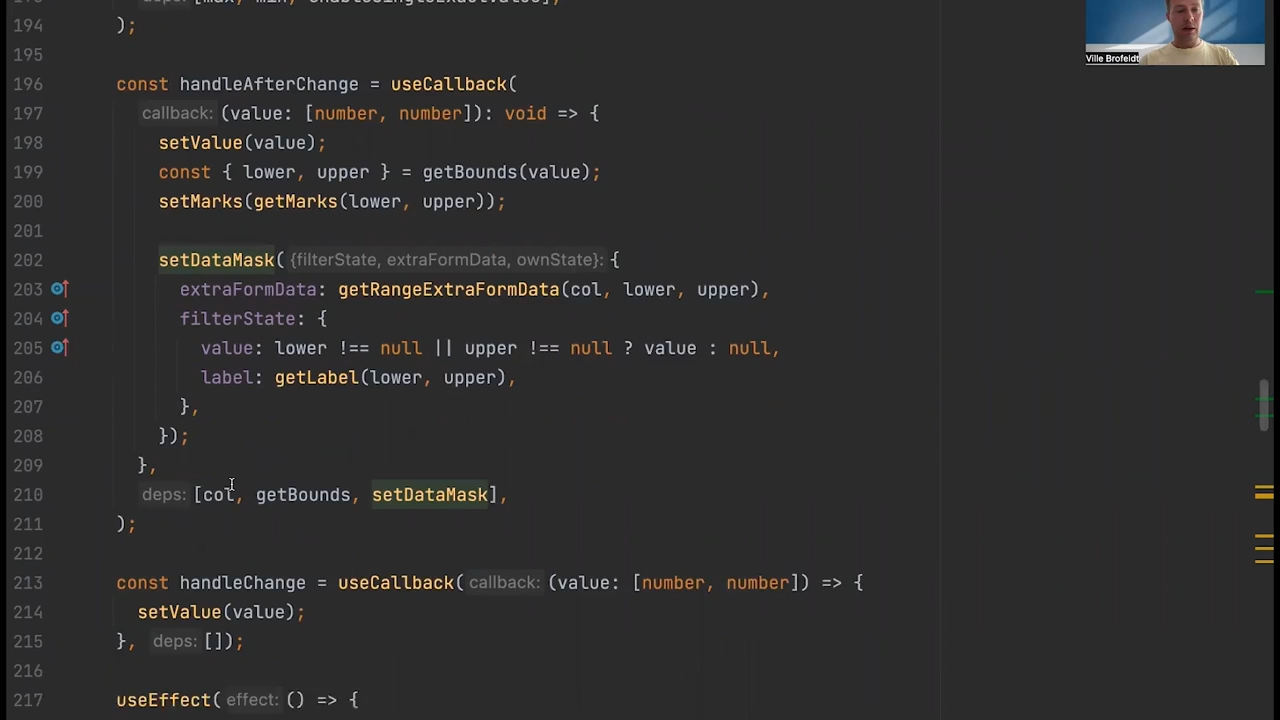 194 );
195
196 const handleAfterChange = useCallback(
197 callback: (value: [number, number]): void => {
198 setValue(value);
199 const { lower, upper } = getBounds(value);
200 setMarks(getMarks(lower, upper));
201
202 setDataMask( {filterState, extraFormData, ownState}: {
203 extraFormData: getRangeExtraFormData(col, lower, upper),
204 filterState: {
205 value: lower !== null || upper !== null ? value : null,
206 label: getLabel(lower, upper),
207 },
208 });
209 },
210 deps: [col, getBounds, setDataMask],
211 );
212
213 const handleChange = useCallback( callback: (value: [number, number]) => {
214 setValue(value);
215 }, deps: []);
216
217 useEffect( effect: () => {
Ville Brofeldt